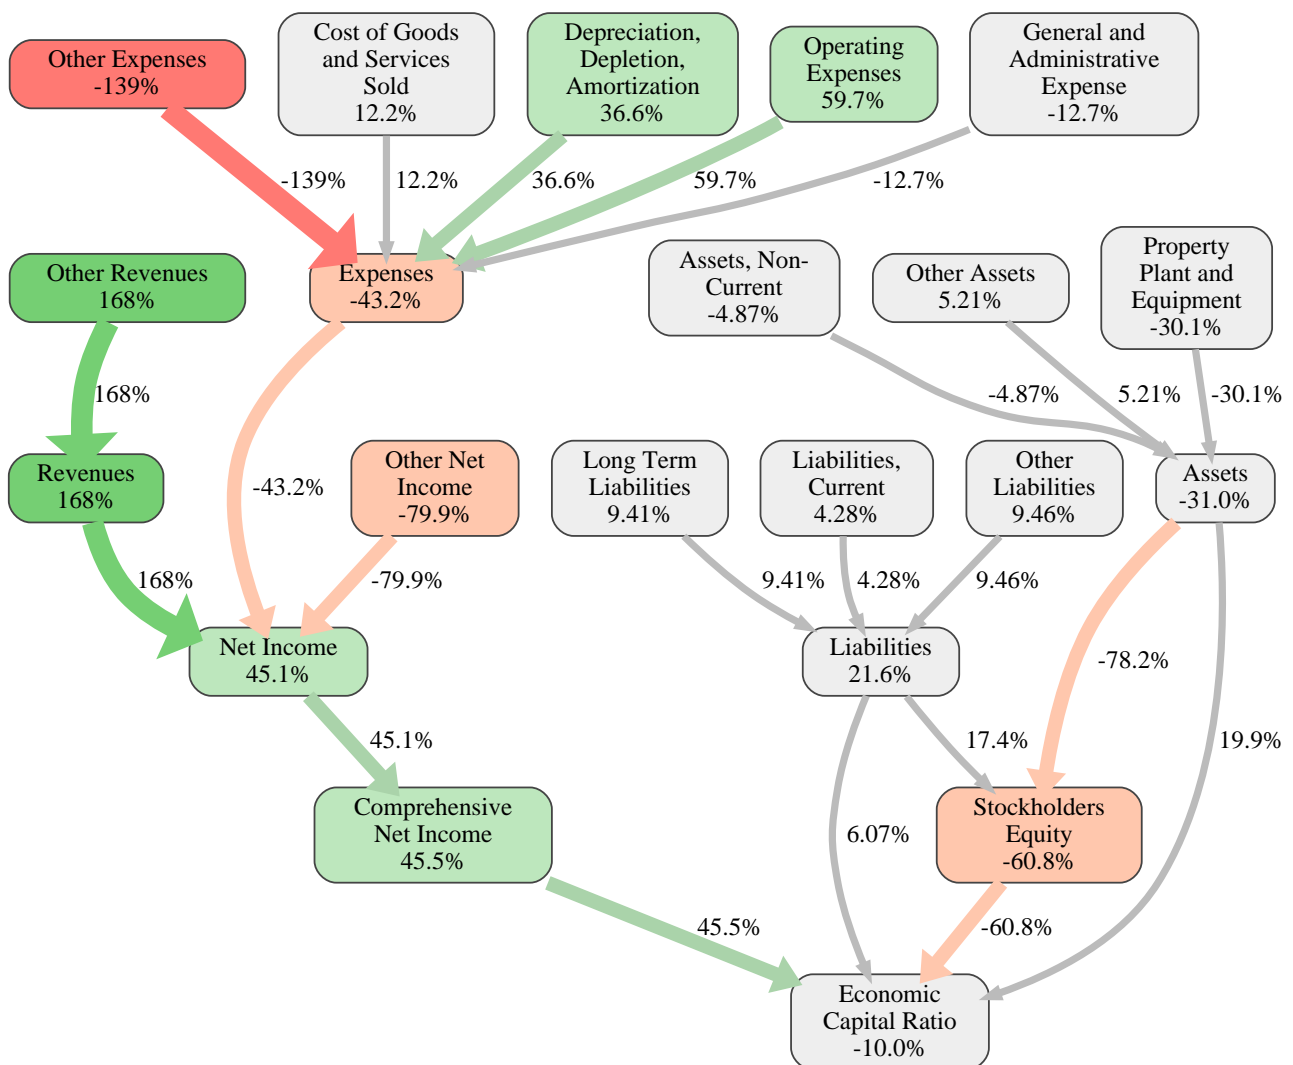 Other Expenses
-139%
Cost of Goods
and Services
Sold
12.2%
Depreciation,
Depletion,
Amortization
36.6%
Operating
Expenses
59.7%
General and
Administrative
Expense
-12.7%
-139%
12.2%
36.6%
59.7%
-12.7%
Other Revenues
168%
Expenses
-43.2%
Assets, Non-
Current
-4.87%
Other Assets
5.21%
Property
Plant and
Equipment
-30.1%
168%
-4.87%
5.21%
-30.1%
Revenues
168%
-43.2%
Other Net
Income
-79.9%
Long Term
Liabilities
9.41%
Liabilities,
Current
4.28%
Other
Liabilities
9.46%
Assets
-31.0%
168%
-79.9%
9.41%
4.28%
9.46%
Net Income
45.1%
Liabilities
21.6%
-78.2%
45.1%
17.4%
19.9%
Comprehensive
Net Income
45.5%
6.07%
Stockholders
Equity
-60.8%
45.5%
-60.8%
Economic
Capital Ratio
-10.0%